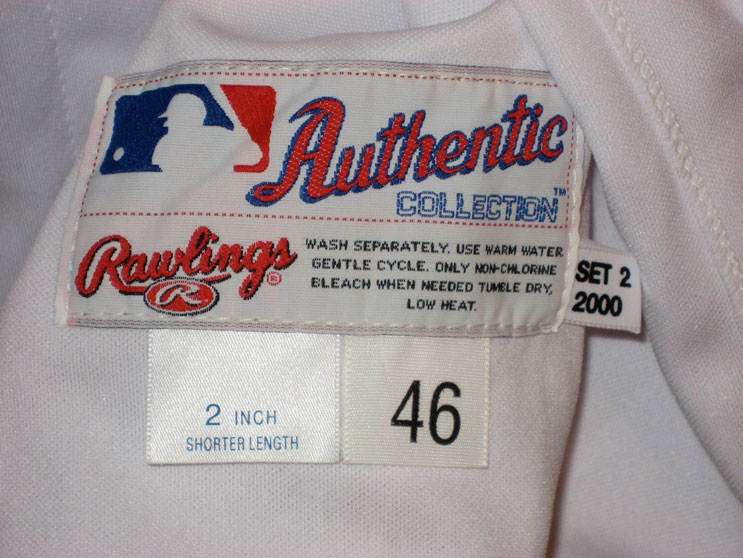 Authentic
COLLECTION™
Rawlings®
R
WASH SEPARATELY. USE WARM WATER
GENTLE CYCLE. ONLY NON-CHLORINE
BLEACH WHEN NEEDED TUMBLE DRY,
LOW HEAT.
SET 2
2000
2 INCH
SHORTER LENGTH
46